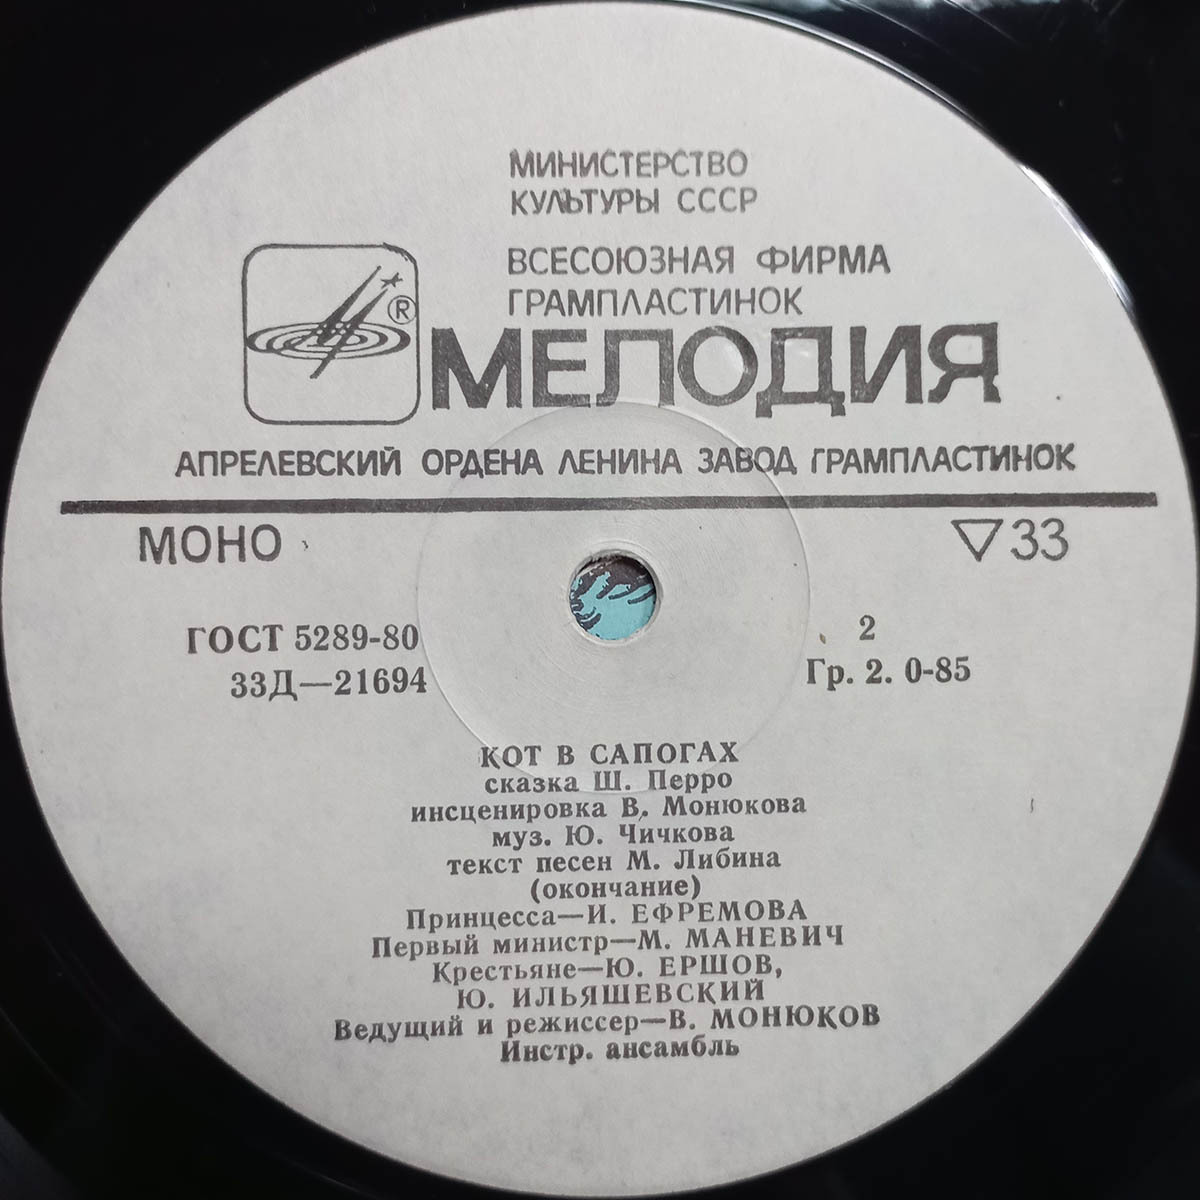 МИНИСТЕРСТВО
КУЛЬТУРЫ СССР
ВСЕСОЮЗНАЯ ФИРМА
ГРАМПЛАСТИНОК
®
МЕЛОДИЯ
АПРЕЛЕВСКИЙ ОРДЕНА ЛЕНИНА ЗАВОД ГРАМПЛАСТИНОК
МОНО
▽33
ГОСТ 5289-80
33Д—21694
2
Гр. 2. 0-85
КОТ В САПОГАХ
сказка Ш. Перро
инсценировка В. Монюкова
муз. Ю. Чичкова
текст песен М. Либина
(окончание)
Принцесса—И. ЕФРЕМОВА
Первый министр—М. МАНЕВИЧ
Крестьяне—Ю. ЕРШОВ,
Ю. ИЛЬЯШЕВСКИЙ
Ведущий и режиссер—В. МОНЮКОВ
Инстр. ансамбль